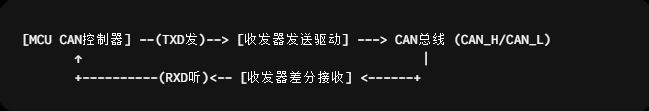 [MCU CAN控制器] --(TXD发)--> [收发器发送驱动] ---> CAN总线 (CAN_H/CAN_L)
↑ |
+----------(RXD听)<-- [收发器差分接收] <------+